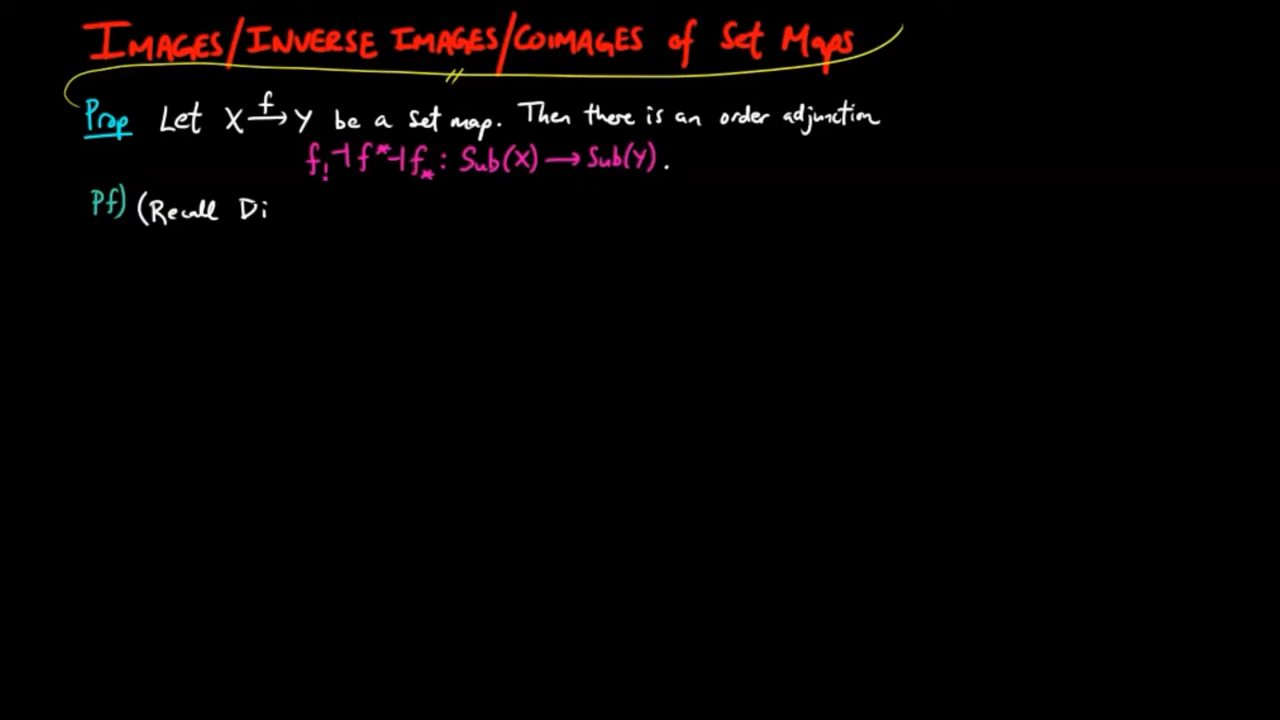 IMAGES/INVERSE IMAGES/COIMAGES of Set Maps
Prop Let X →f Y be a set map. Then there is an order adjunction
f! ⊣ f* ⊣ f* : Sub(X) → Sub(Y).
Pf) (Recall Di